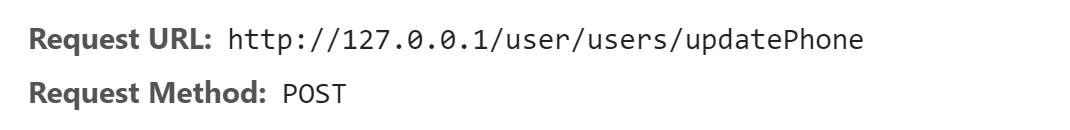 Request URL: http://127.0.0.1/user/users/updatePhone
Request Method: POST